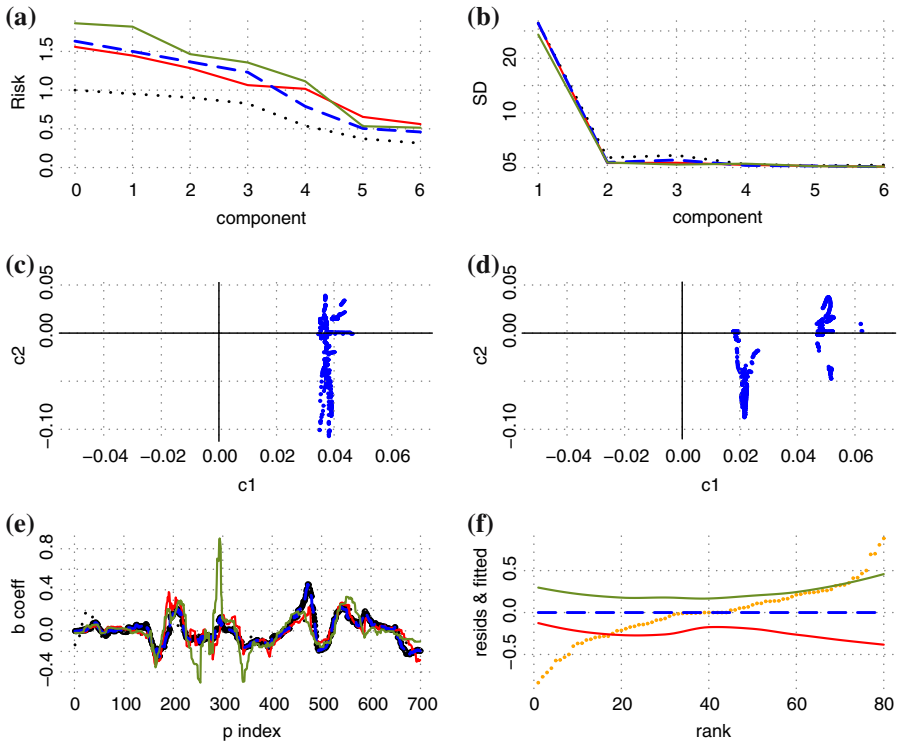 (a)
Risk
0.0 0.5 1.0 1.5
0 1 2 3 4 5 6
component
(b)
SD
05 10 20
1 2 3 4 5 6
component
(c)
c2
−0.10 0.00 0.05
−0.04 −0.02 0.00 0.02 0.04 0.06
c1
(d)
c2
−0.10 0.00 0.05
−0.04 −0.02 0.00 0.02 0.04 0.06
c1
(e)
b coeff
−0.4 0.0 0.4 0.8
0 100 200 300 400 500 600 700
p index
(f)
resids & fitted
−0.5 0.0 0.5
0 20 40 60 80
rank